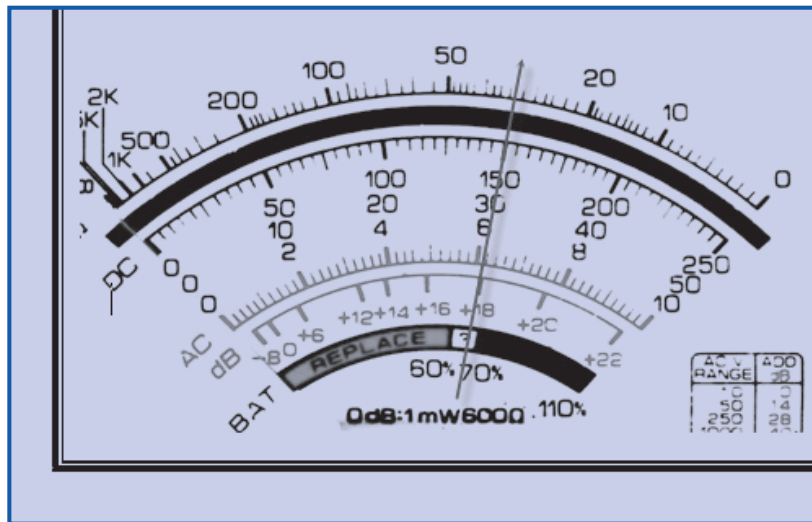 2K 200 100 50 20 10 0
5K 1K 500
DC 0 50 100 150 200 250
0 10 20 30 40 50
0 2 4 6 8 10
AC
dB -8 0 +6 +12 +14 +16 +18 +20 +22
BAT REPLACE ?
60% 70% 110%
0dB:1mW600Ω
AC V RANGE ADD dB
50 14
250 28